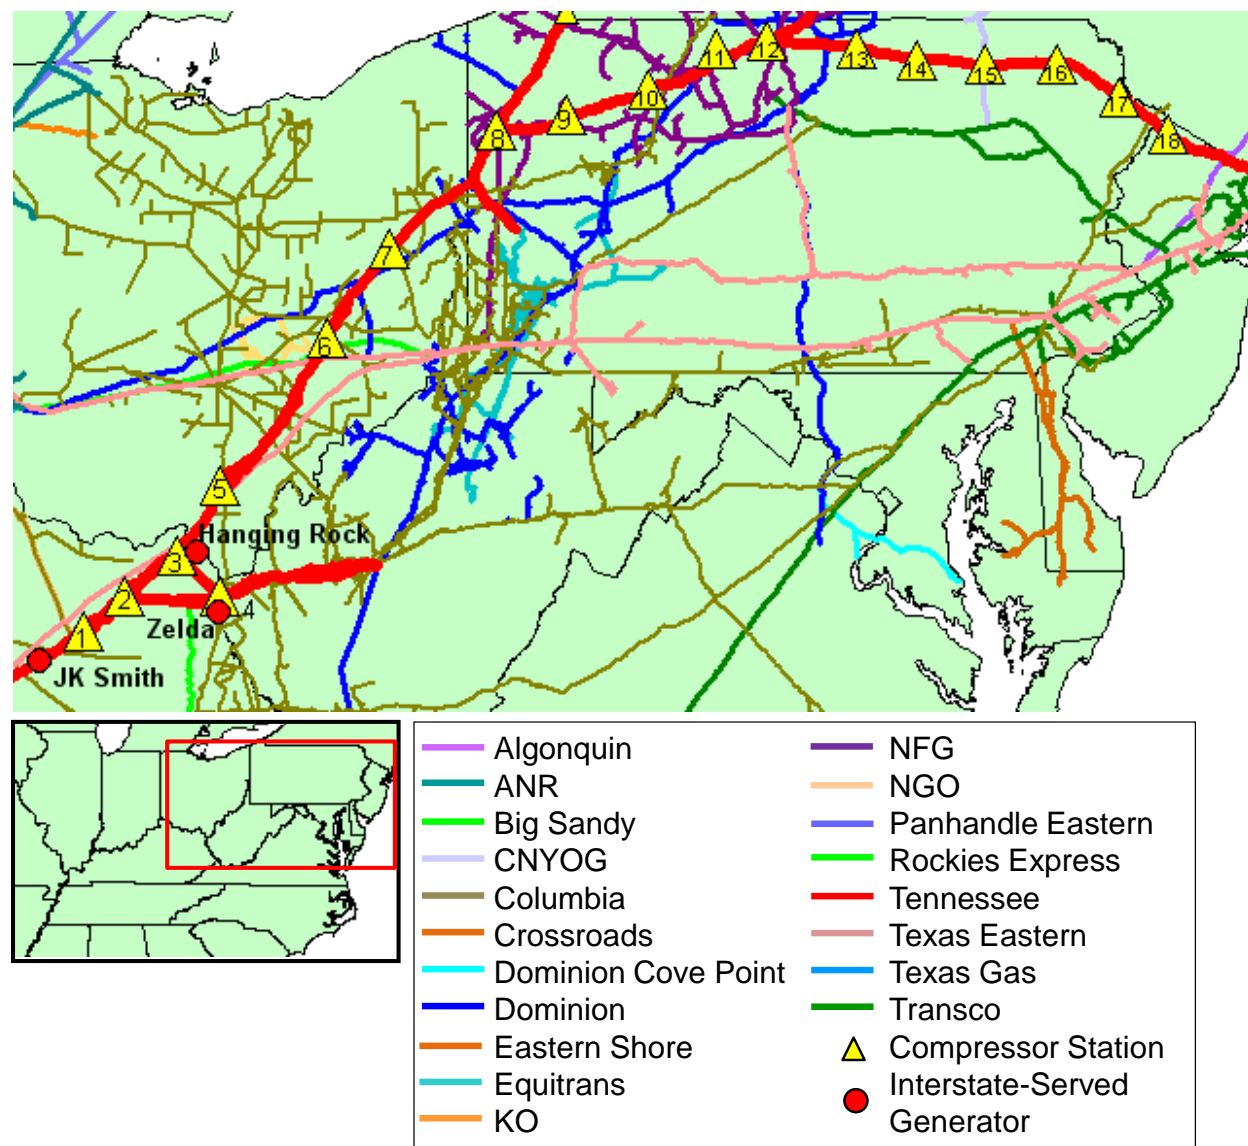 11
12
13
14
15
16
10
9
17
8
18
7
6
5
Hanging Rock
3
2
4
Zelda
1
JK Smith
Algonquin
ANR
Big Sandy
CNYOG
Columbia
Crossroads
Dominion Cove Point
Dominion
Eastern Shore
Equitrans
KO
NFG
NGO
Panhandle Eastern
Rockies Express
Tennessee
Texas Eastern
Texas Gas
Transco
Compressor Station
Interstate-Served
Generator